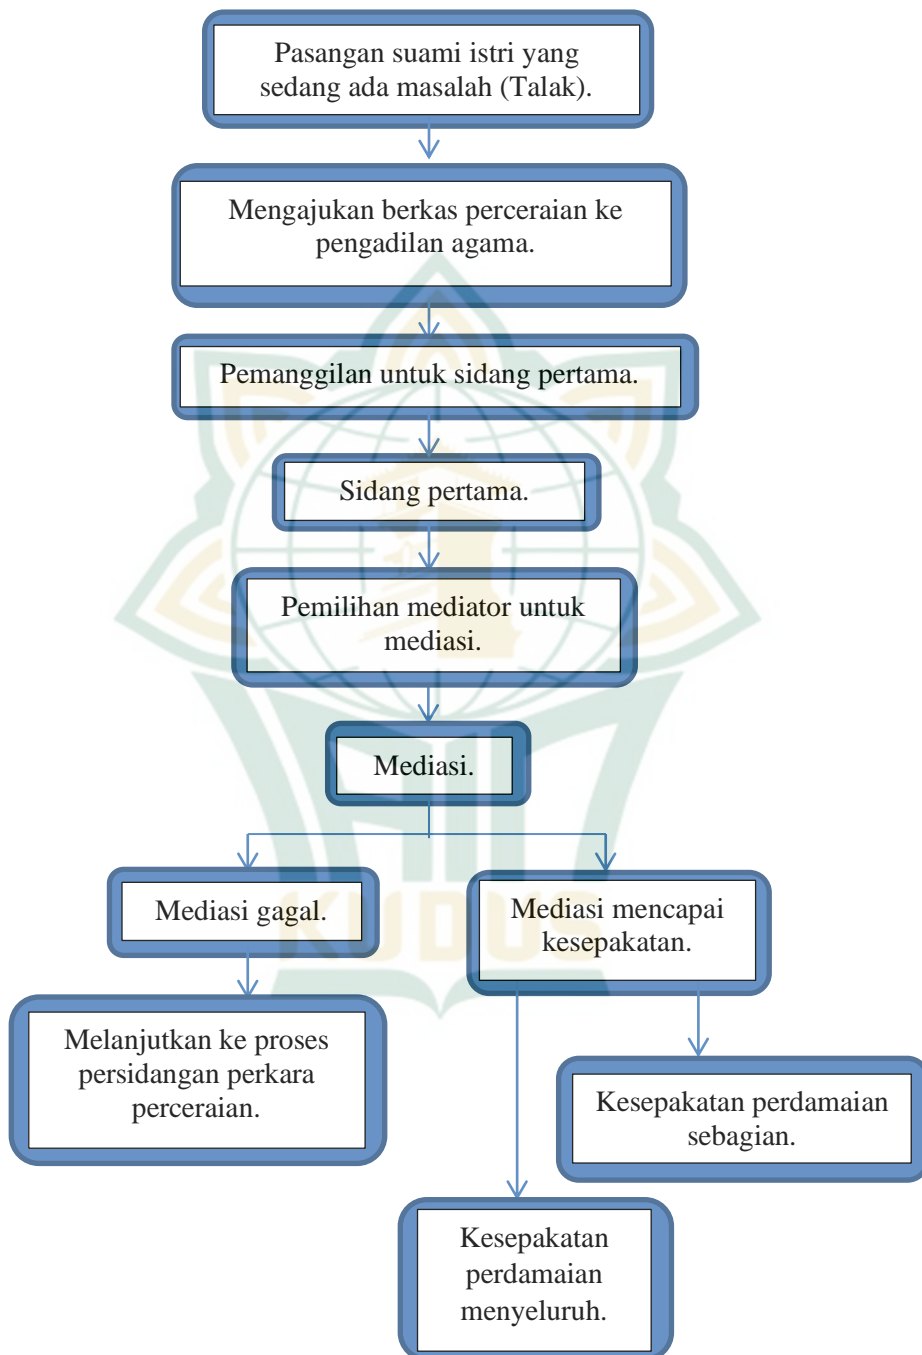 Pasangan suami istri yang
sedang ada masalah (Talak).
Mengajukan berkas perceraian ke
pengadilan agama.
Pemanggilan untuk sidang pertama.
Sidang pertama.
Pemilihan mediator untuk
mediasi.
Mediasi.
Mediasi gagal.
Mediasi mencapai
kesepakatan.
Melanjutkan ke proses
persidangan perkara
perceraian.
Kesepakatan perdamaian
sebagian.
Kesepakatan
perdamaian
menyeluruh.
KUDUS